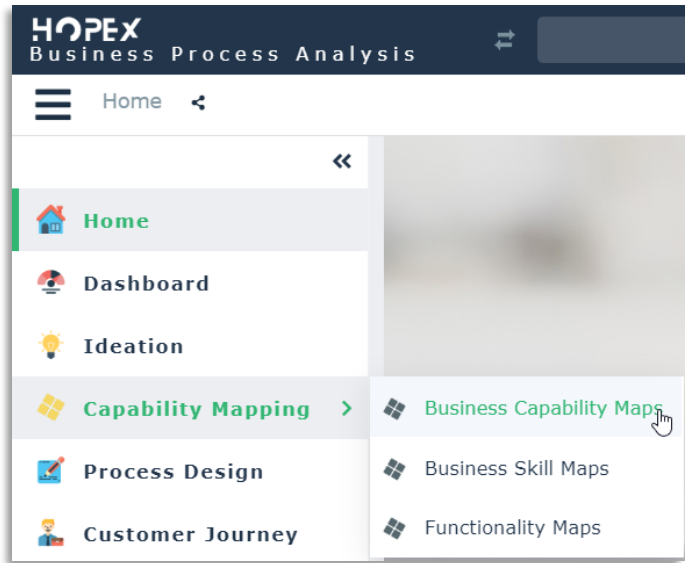 HOPEX
Business Process Analysis
Home
Home
Dashboard
Ideation
Capability Mapping
Business Capability Maps
Process Design
Business Skill Maps
Customer Journey
Functionality Maps